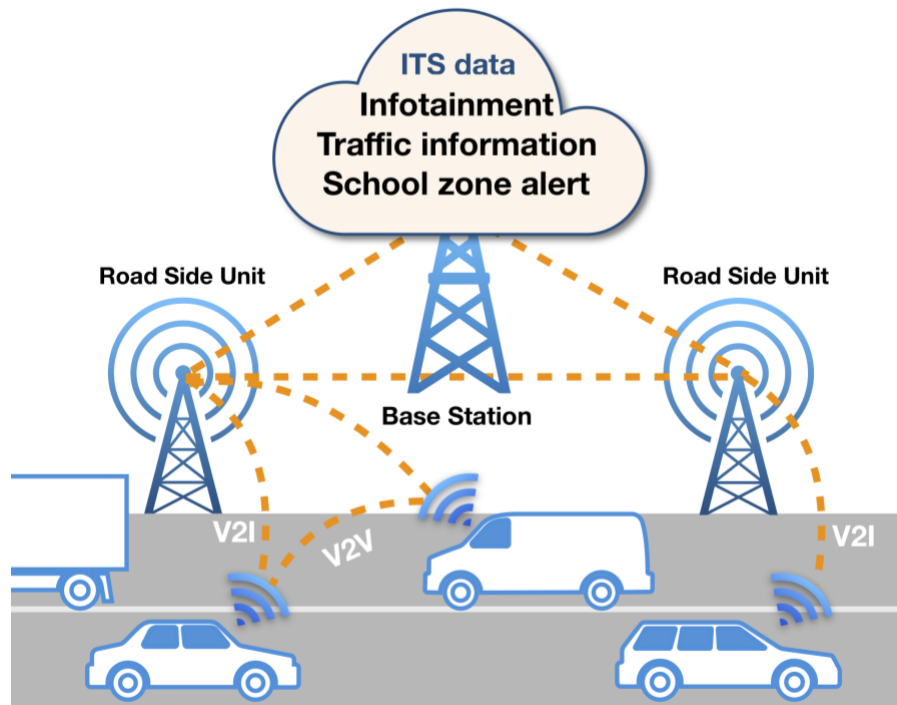 ITS data
Infotainment
Traffic information
School zone alert
Road Side Unit
Road Side Unit
Base Station
V2I
V2V
V2I